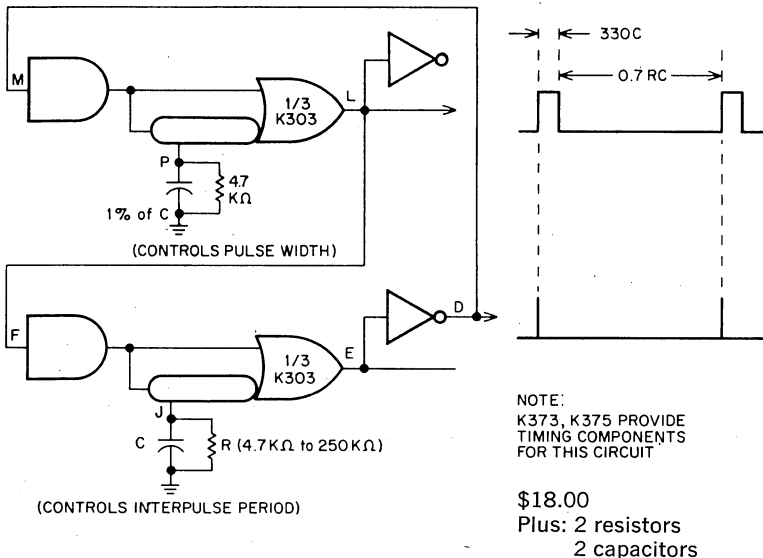 M
1/3
K303
L
P
4.7
KΩ
1% of C
(CONTROLS PULSE WIDTH)
F
1/3
K303
E
D
J
C
R (4.7KΩ to 250KΩ)
(CONTROLS INTERPULSE PERIOD)
330C
0.7 RC
NOTE:
K373, K375 PROVIDE
TIMING COMPONENTS
FOR THIS CIRCUIT
$18.00
Plus: 2 resistors
2 capacitors